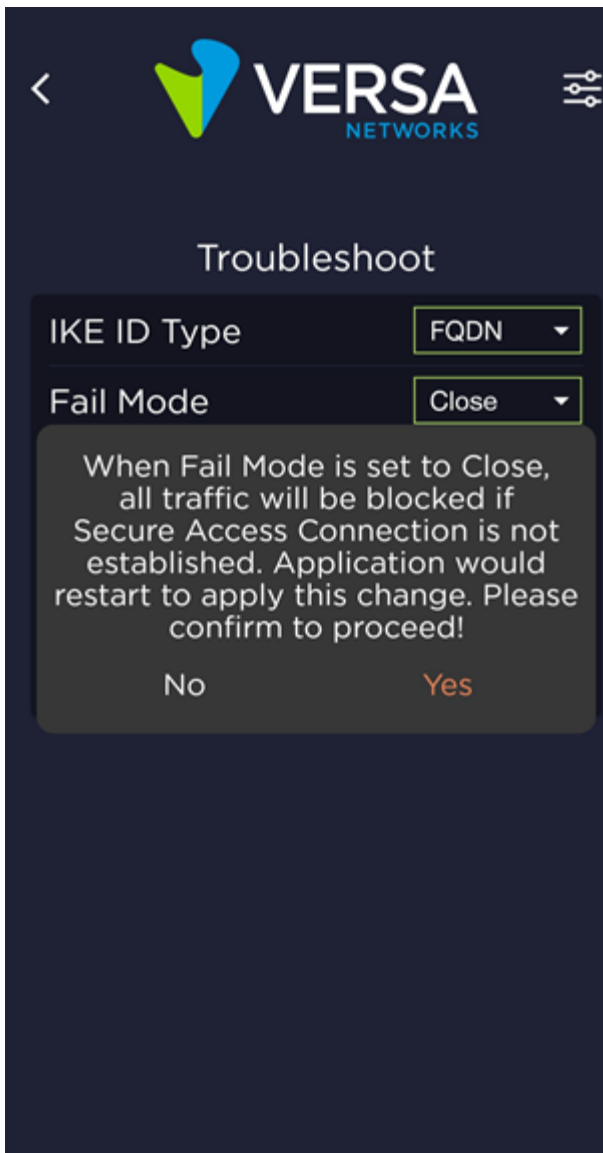 VERSA
NETWORKS
Troubleshoot
IKE ID Type FQDN
Fail Mode Close
When Fail Mode is set to Close,
all traffic will be blocked if
Secure Access Connection is not
established. Application would
restart to apply this change. Please
confirm to proceed!
No Yes